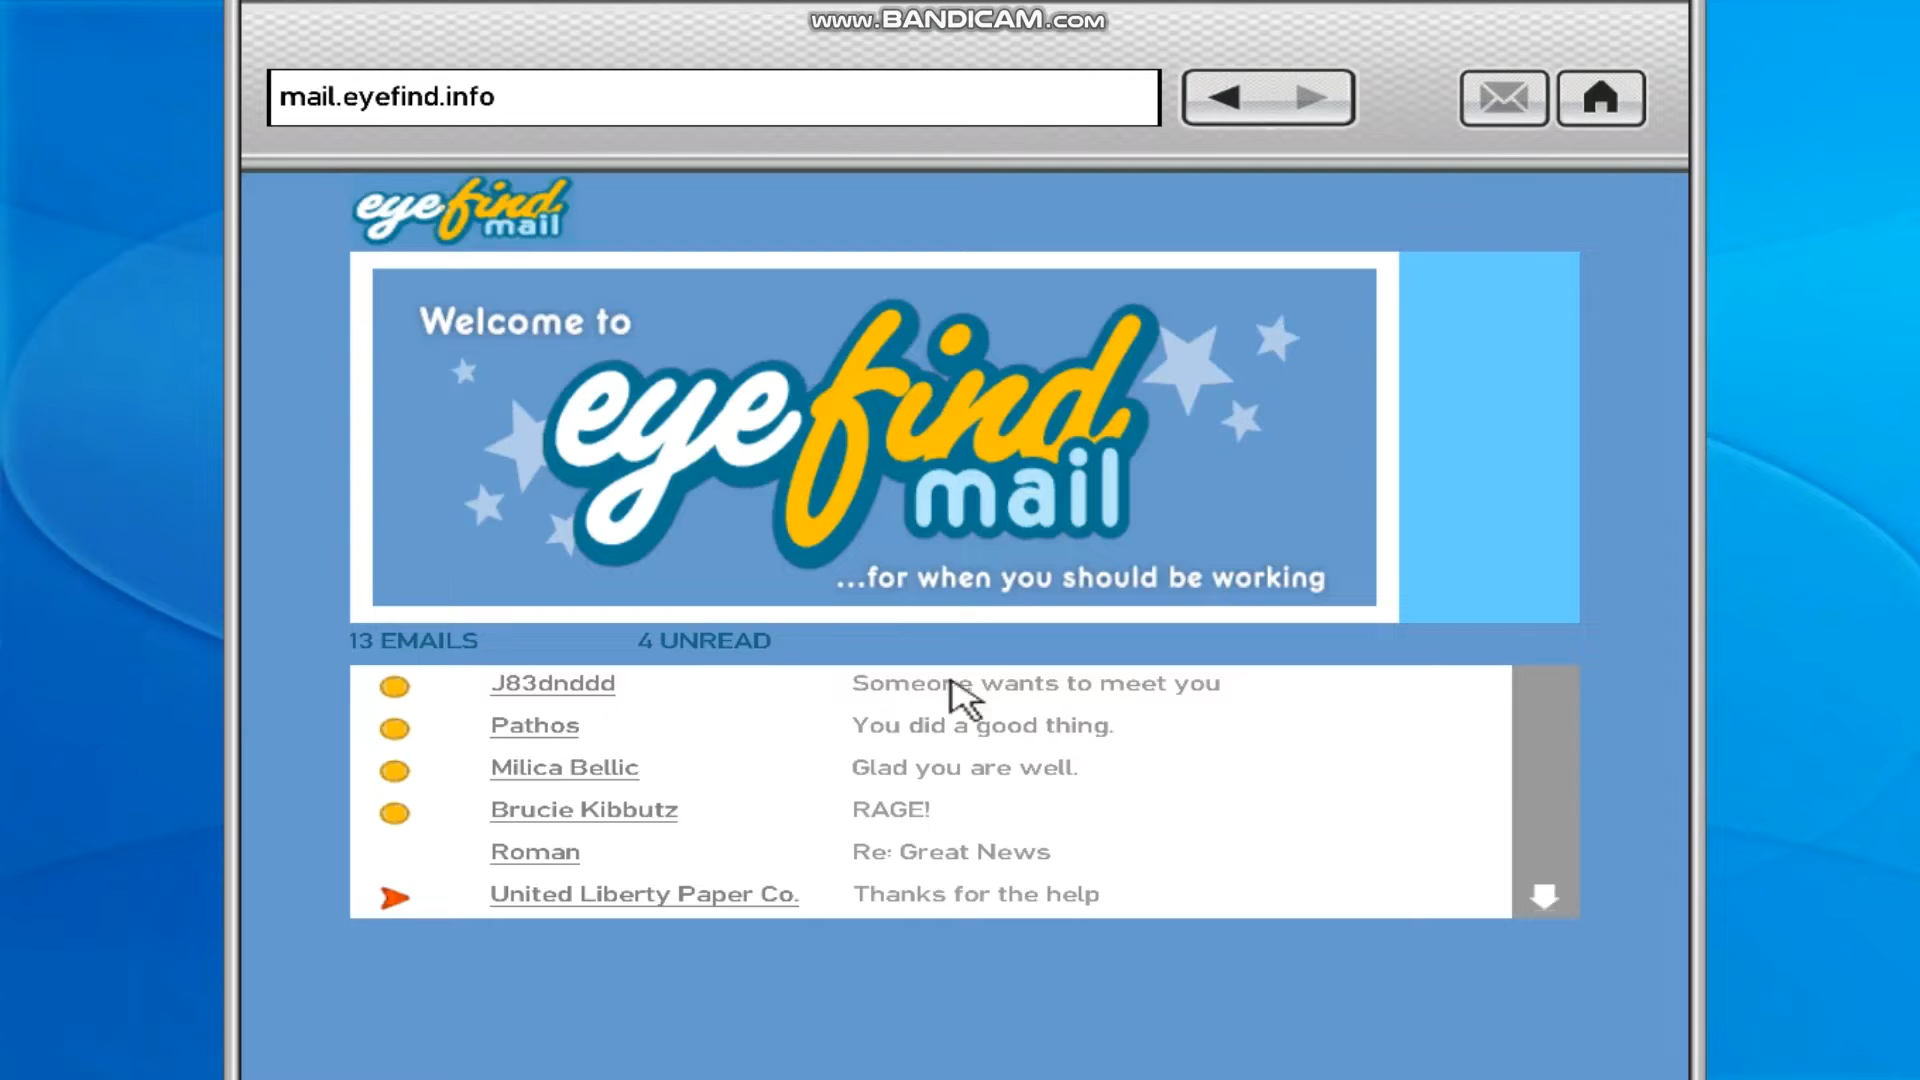 www.BANDICAM.com
mail.eyefind.info
eyefind mail
Welcome to
eyefind
mail
...for when you should be working
13 EMAILS 4 UNREAD
J83dnddd Someone wants to meet you
Pathos You did a good thing.
Milica Bellic Glad you are well.
Brucie Kibbutz RAGE!
Roman Re: Great News
United Liberty Paper Co. Thanks for the help